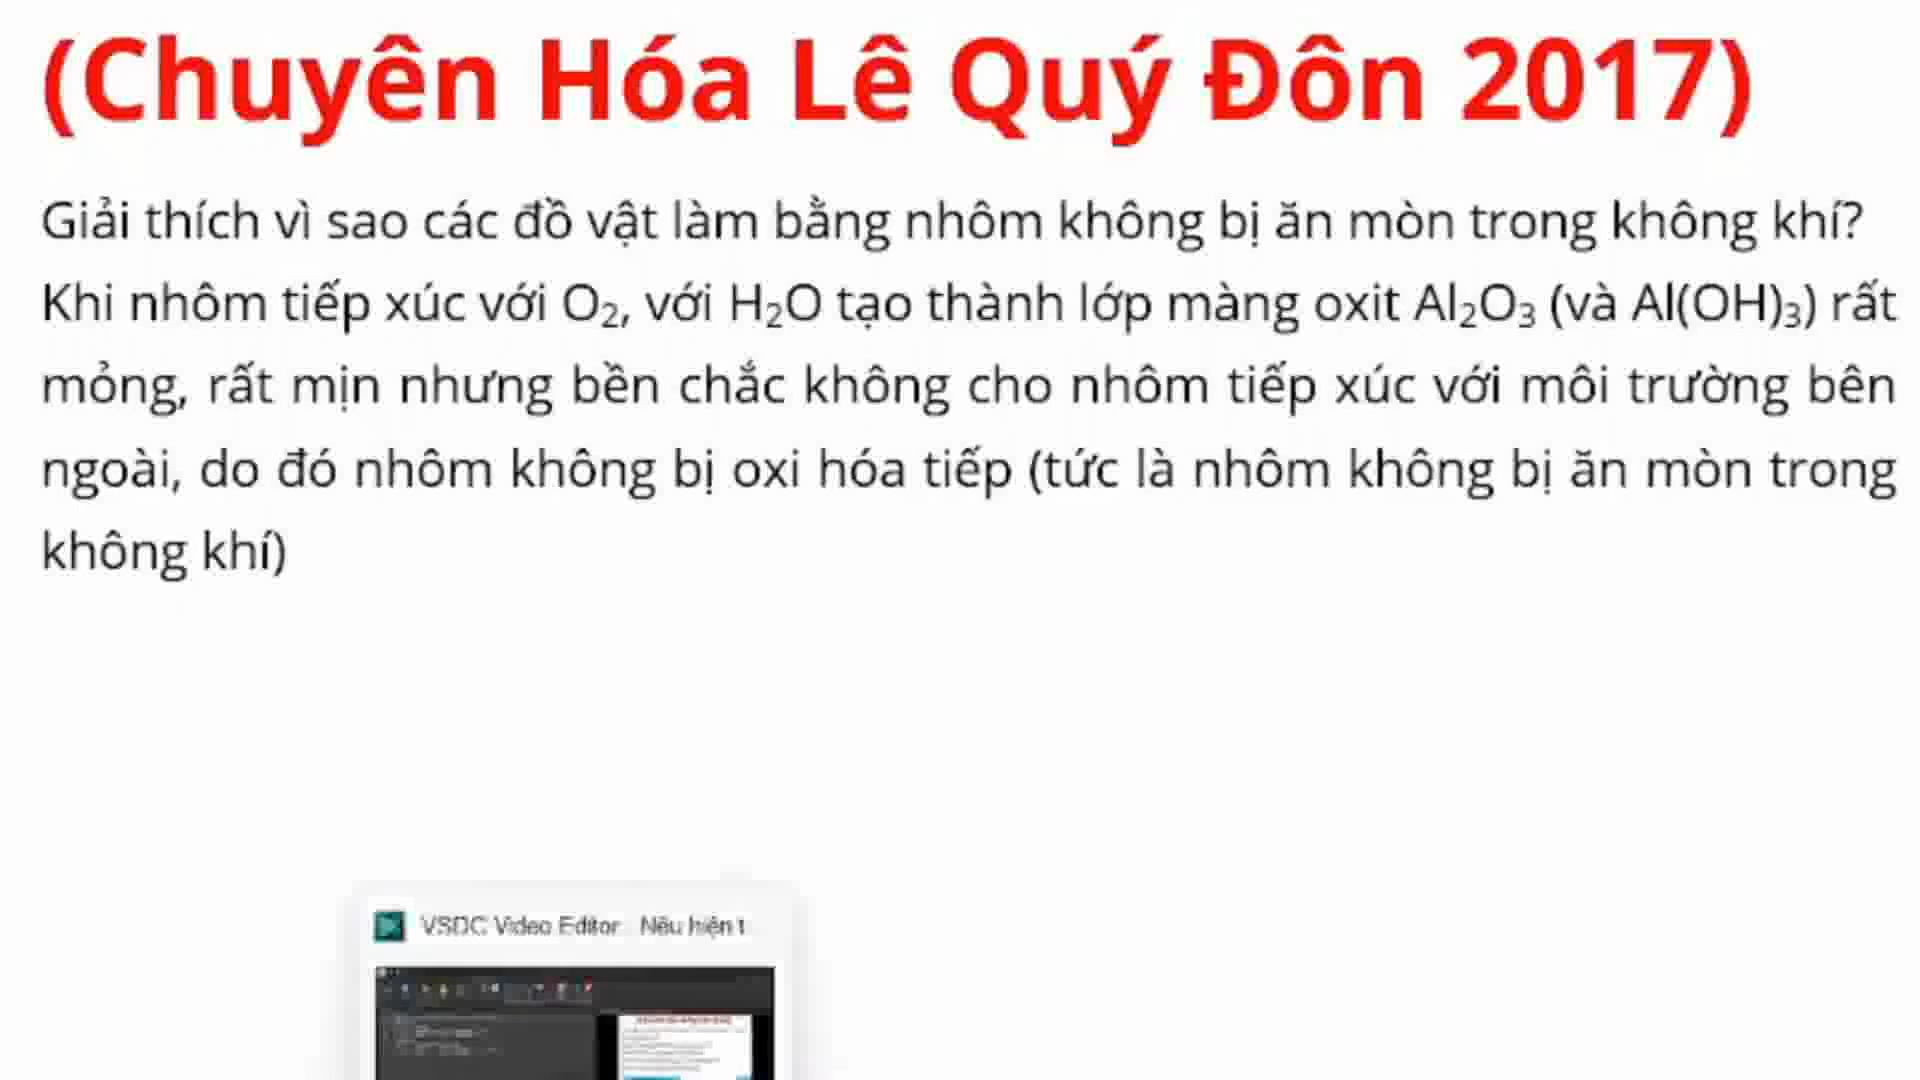 (Chuyên Hóa Lê Quý Đôn 2017)
Giải thích vì sao các đồ vật làm bằng nhôm không bị ăn mòn trong không khí?
Khi nhôm tiếp xúc với O₂, với H₂O tạo thành lớp màng oxit Al₂O₃ (và Al(OH)₃) rất
mỏng, rất mịn nhưng bền chắc không cho nhôm tiếp xúc với môi trường bên
ngoài, do đó nhôm không bị oxi hóa tiếp (tức là nhôm không bị ăn mòn trong
không khí)
VSDC Video Editor - Nêu hiện t